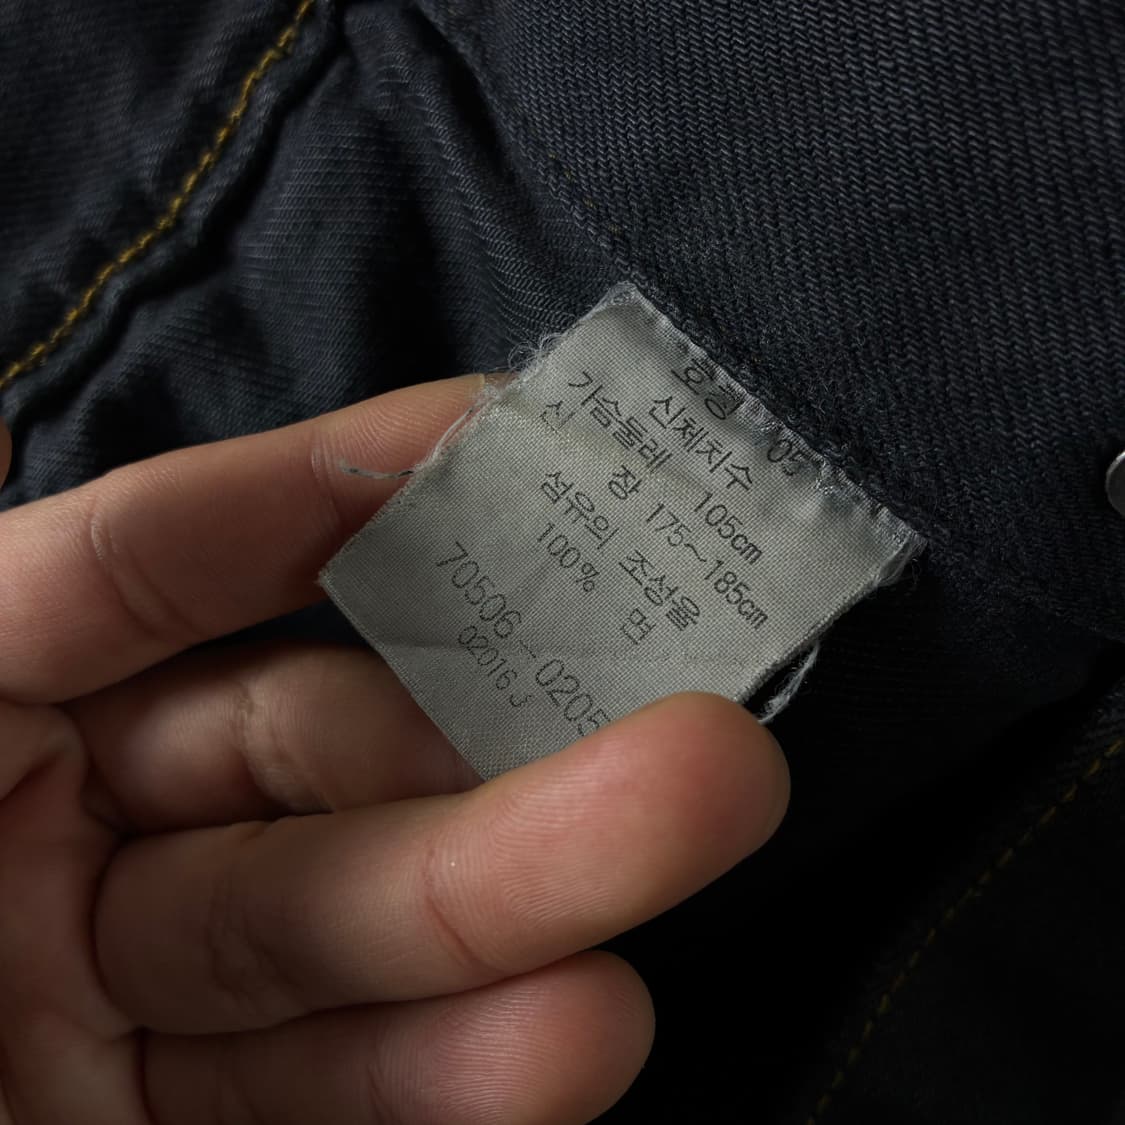 호칭 '05
신체치수
가슴둘레 105cm
신 장 175~185cm
섬유의 조성율
100% 면
70506-0205
02016J